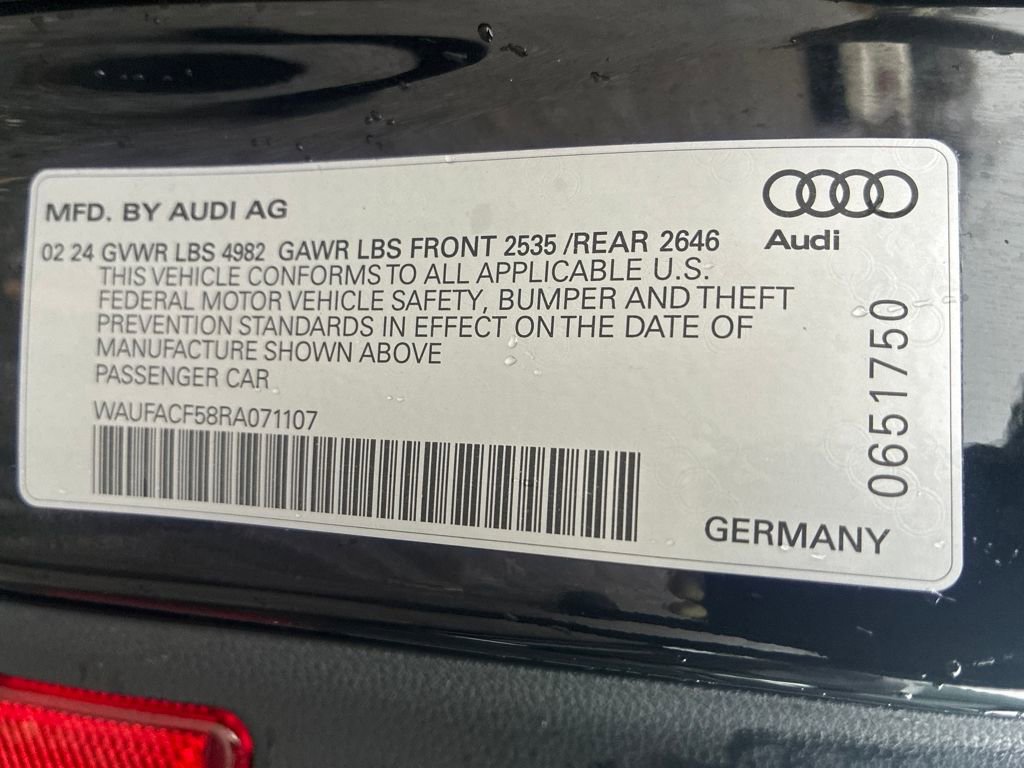 MFD. BY AUDI AG
Audi
02 24 GVWR LBS 4982 GAWR LBS FRONT 2535 /REAR 2646
THIS VEHICLE CONFORMS TO ALL APPLICABLE U.S.
FEDERAL MOTOR VEHICLE SAFETY, BUMPER AND THEFT
PREVENTION STANDARDS IN EFFECT ON THE DATE OF
MANUFACTURE SHOWN ABOVE
PASSENGER CAR
WAUFACF58RA071107
0651750
GERMANY